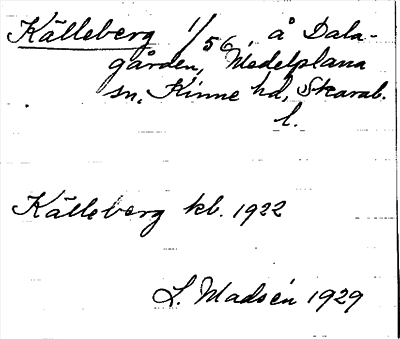 Källeberg 1/56, å Dala-
gården, Medelplana
sn, Kinne hd, Skarab.
l.
Källeberg kb. 1922
L. Madsén 1929